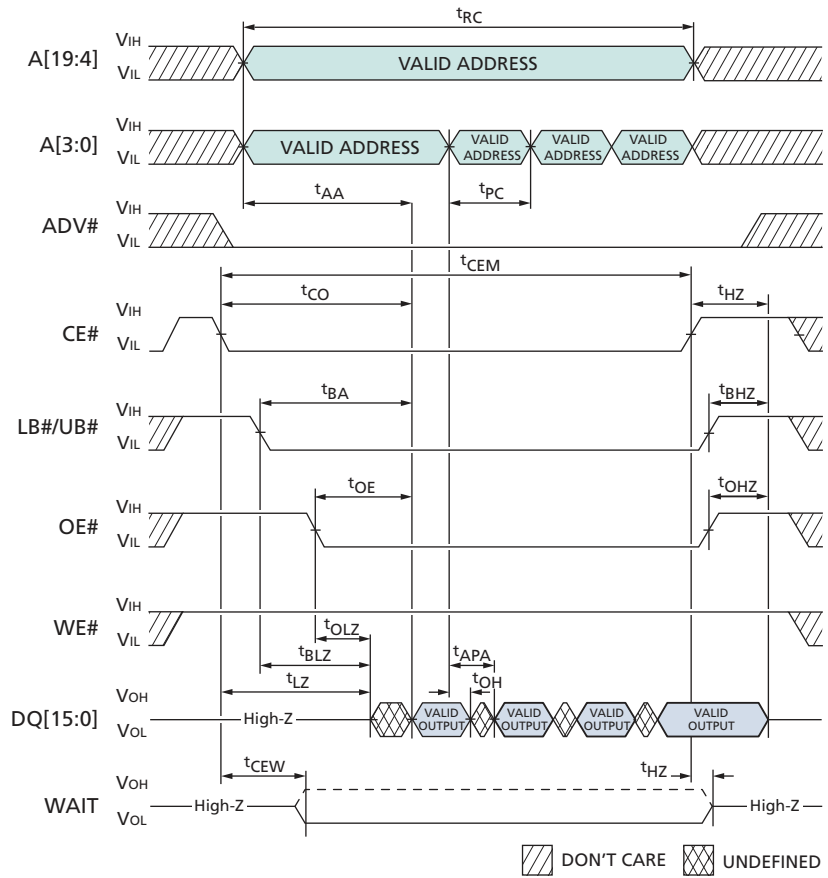 tRC
A[19:4] VIH VIL VALID ADDRESS
A[3:0] VIH VIL VALID ADDRESS VALID ADDRESS VALID ADDRESS VALID ADDRESS
tAA tPC
ADV# VIH VIL
tCEM
tCO tHZ
CE# VIH VIL
tBA tBHZ
LB#/UB# VIH VIL
tOE tOHZ
OE# VIH VIL
WE# VIH VIL
tOLZ
tBLZ tAPA
tLZ tOH
DQ[15:0] VOH VOL High-Z VALID OUTPUT VALID OUTPUT VALID OUTPUT VALID OUTPUT
tCEW tHZ
WAIT VOH VOL High-Z High-Z
DON'T CARE UNDEFINED